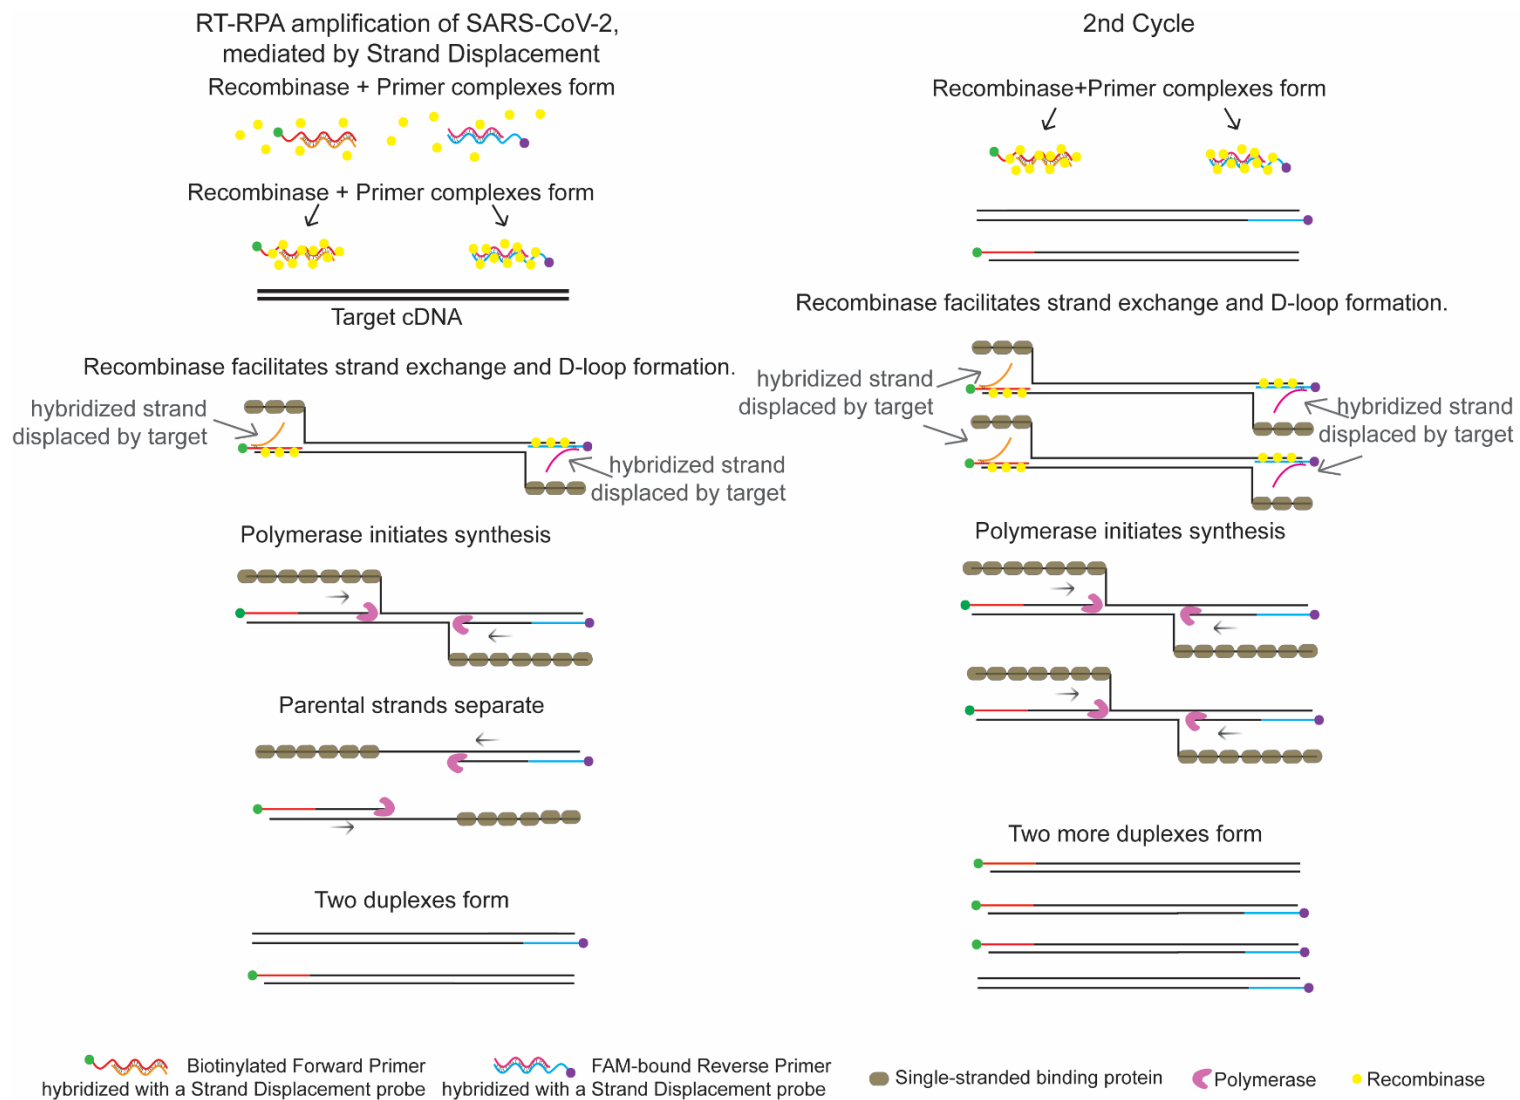 RT-RPA amplification of SARS-CoV-2,
mediated by Strand Displacement
Recombinase + Primer complexes form
Recombinase + Primer complexes form
Target cDNA
Recombinase facilitates strand exchange and D-loop formation.
hybridized strand
displaced by target
hybridized strand
displaced by target
Polymerase initiates synthesis
Parental strands separate
Two duplexes form
2nd Cycle
Recombinase+Primer complexes form
Recombinase facilitates strand exchange and D-loop formation.
hybridized strand
displaced by target
hybridized strand
displaced by target
Polymerase initiates synthesis
Two more duplexes form
Biotinylated Forward Primer
hybridized with a Strand Displacement probe
FAM-bound Reverse Primer
hybridized with a Strand Displacement probe
Single-stranded binding protein
Polymerase
Recombinase